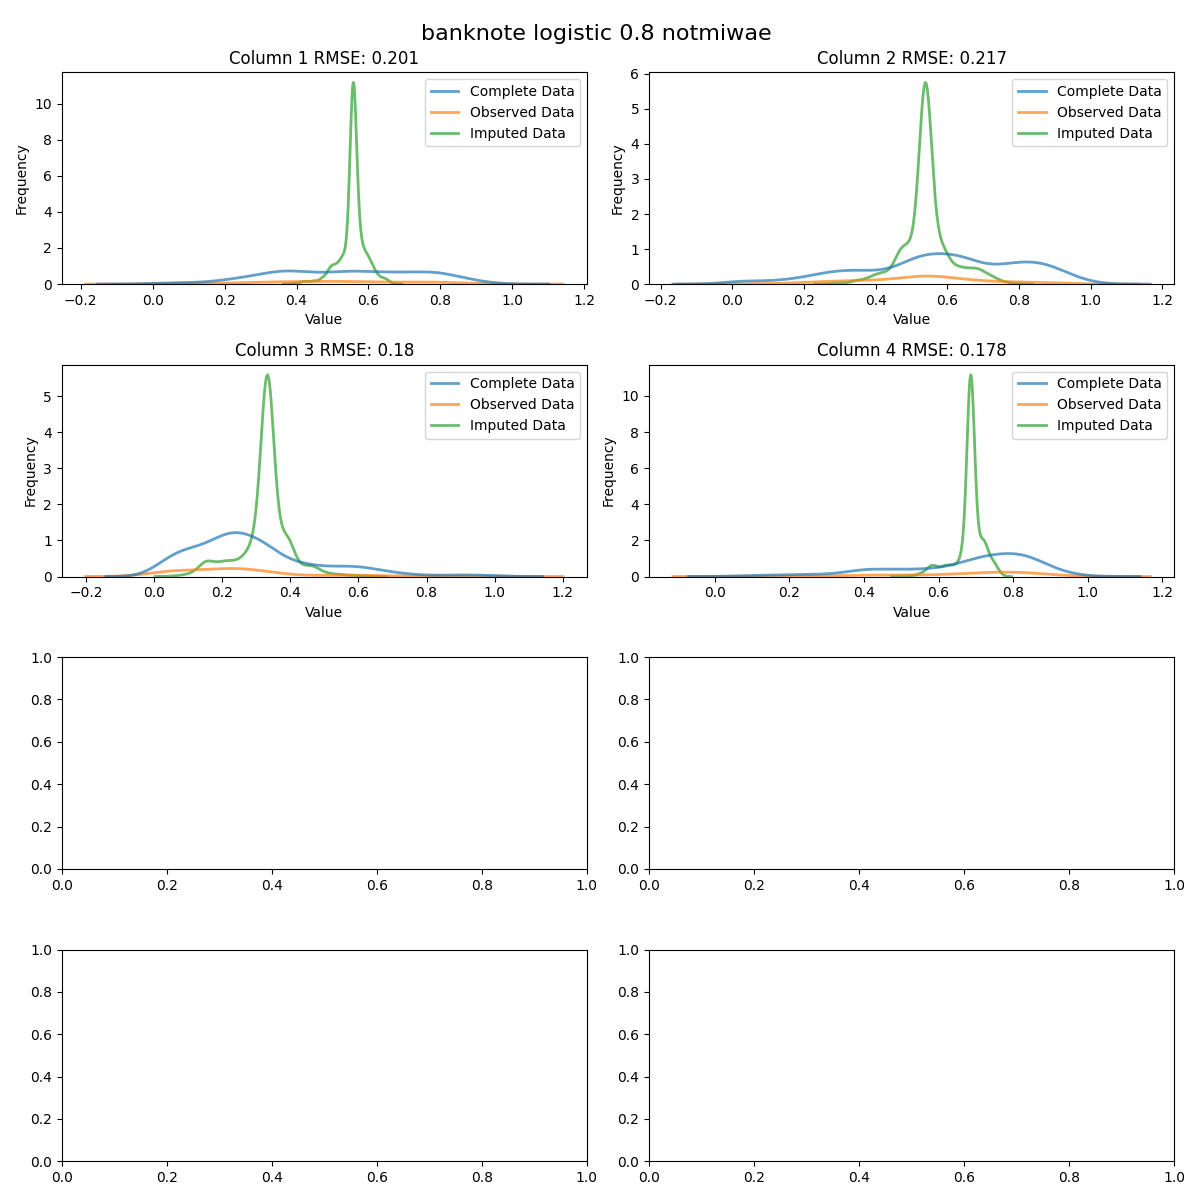 banknote logistic 0.8 notmiwae
Column 1 RMSE: 0.201
Complete Data
Observed Data
Imputed Data
Frequency
10
8
6
4
2
0
−0.2 0.0 0.2 0.4 0.6 0.8 1.0 1.2
Value
Column 2 RMSE: 0.217
Complete Data
Observed Data
Imputed Data
Frequency
6
5
4
3
2
1
0
−0.2 0.0 0.2 0.4 0.6 0.8 1.0 1.2
Value
Column 3 RMSE: 0.18
Complete Data
Observed Data
Imputed Data
Frequency
5
4
3
2
1
0
−0.2 0.0 0.2 0.4 0.6 0.8 1.0 1.2
Value
Column 4 RMSE: 0.178
Complete Data
Observed Data
Imputed Data
Frequency
10
8
6
4
2
0
0.0 0.2 0.4 0.6 0.8 1.0 1.2
Value
1.0
0.8
0.6
0.4
0.2
0.0
0.0 0.2 0.4 0.6 0.8 1.0
1.0
0.8
0.6
0.4
0.2
0.0
0.0 0.2 0.4 0.6 0.8 1.0
1.0
0.8
0.6
0.4
0.2
0.0
0.0 0.2 0.4 0.6 0.8 1.0
1.0
0.8
0.6
0.4
0.2
0.0
0.0 0.2 0.4 0.6 0.8 1.0